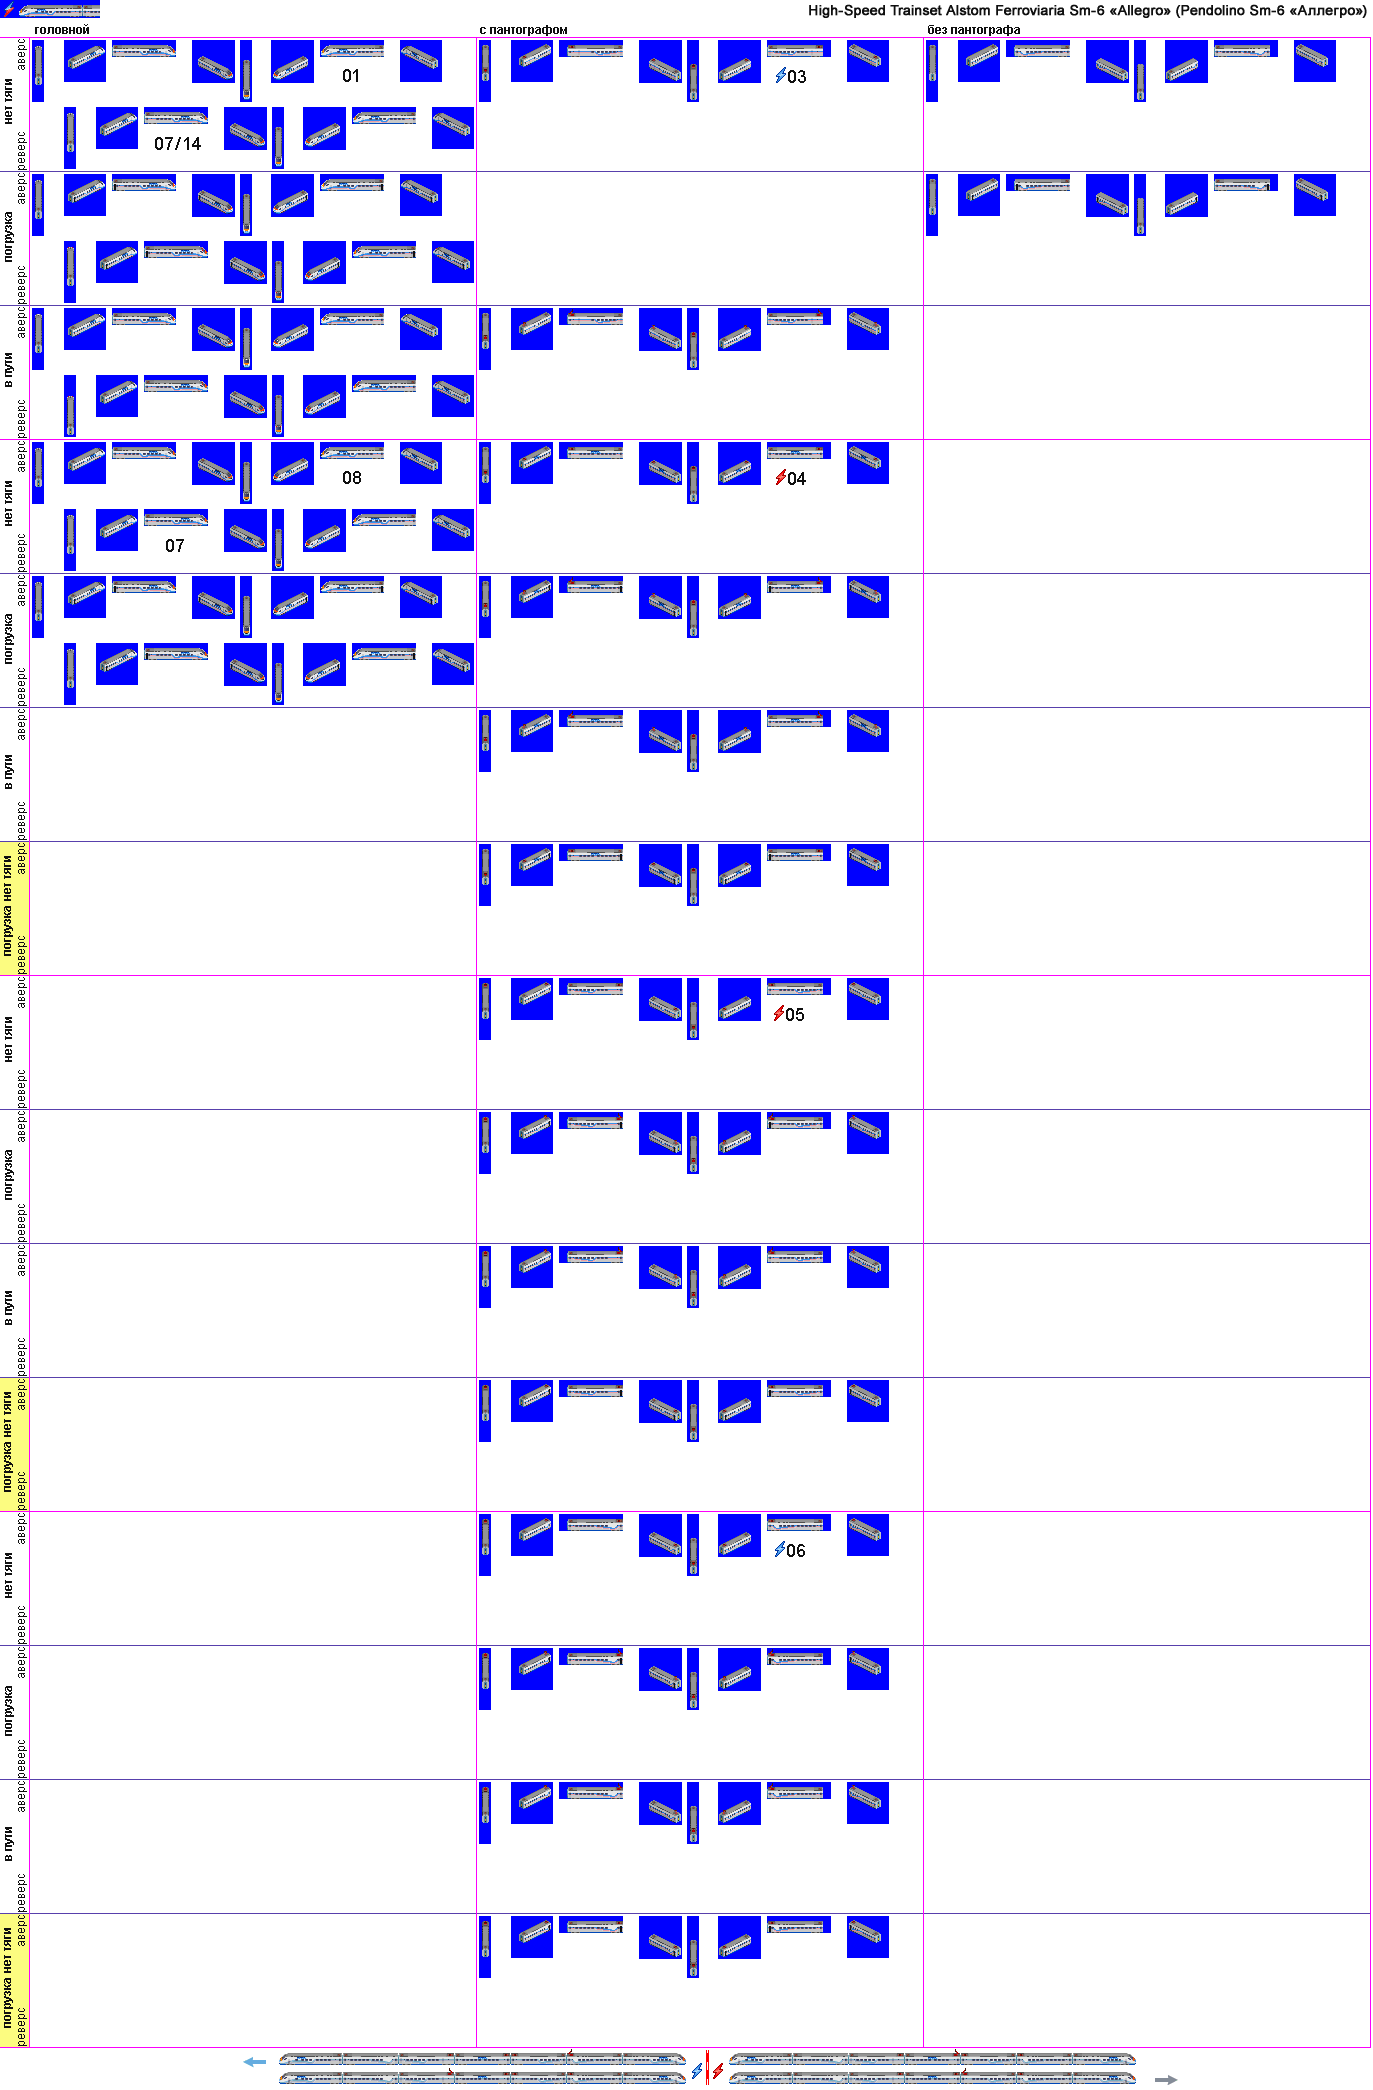 High-Speed Trainset Alstom Ferroviaria Sm-6 «Allegro» (Pendolino Sm-6 «Аллегро»)
головной
с пантографом
без пантографа
нет тяги
аверс
реверс
01
03
07/14
погрузка
аверс
реверс
в пути
аверс
реверс
нет тяги
аверс
реверс
08
04
07
погрузка
аверс
реверс
в пути
аверс
реверс
погрузка нет тяги
аверс
реверс
нет тяги
аверс
реверс
05
погрузка
аверс
реверс
в пути
аверс
реверс
погрузка нет тяги
аверс
реверс
нет тяги
аверс
реверс
06
погрузка
аверс
реверс
в пути
аверс
реверс
погрузка нет тяги
аверс
реверс